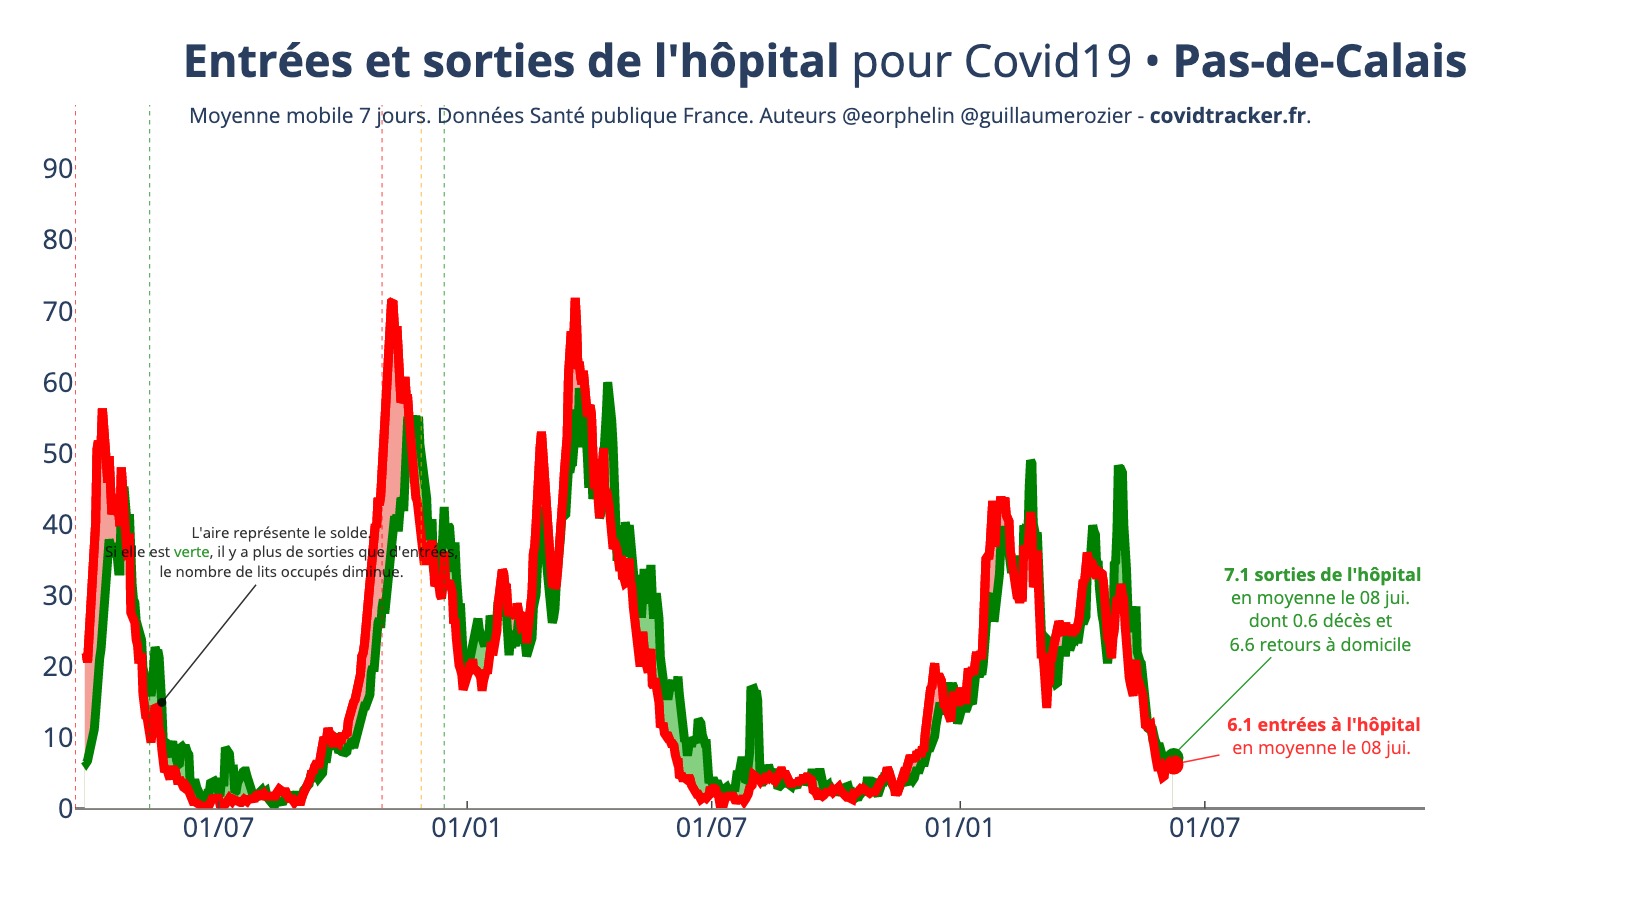 Entrées et sorties de l'hôpital pour Covid19 • Pas-de-Calais
Moyenne mobile 7 jours. Données Santé publique France. Auteurs @eorphelin @guillaumerozier - covidtracker.fr.
90
80
70
60
50
40
30
20
10
0
L'aire représente le solde.
Si elle est verte, il y a plus de sorties que d'entrées,
le nombre de lits occupés diminue.
7.1 sorties de l'hôpital
en moyenne le 08 jui.
dont 0.6 décès et
6.6 retours à domicile
6.1 entrées à l'hôpital
en moyenne le 08 jui.
01/07
01/01
01/07
01/01
01/07